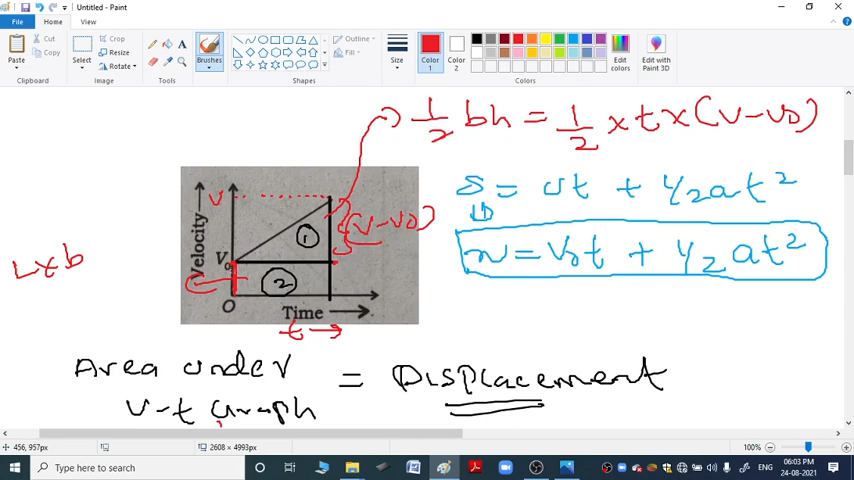 Untitled - Paint
File Home View
Paste
Cut
Copy
Clipboard
Select
Crop
Resize
Rotate
Image
A
Tools
Brushes
Outline
Fill
Shapes
Size
Color 1
Color 2
Edit colors
Edit with Paint 3D
Colors
1/2 bh = 1/2 x t x (V-V0)
S = ut + 1/2 at²
x = V0t + 1/2 at²
V
(V-V0)
1
Velocity
V0
2
L x b
O
Time
t
Area under
V-t graph
= Displacement
456, 957px
2608 × 4993px
100%
Type here to search
ENG
06:03 PM
24-08-2021